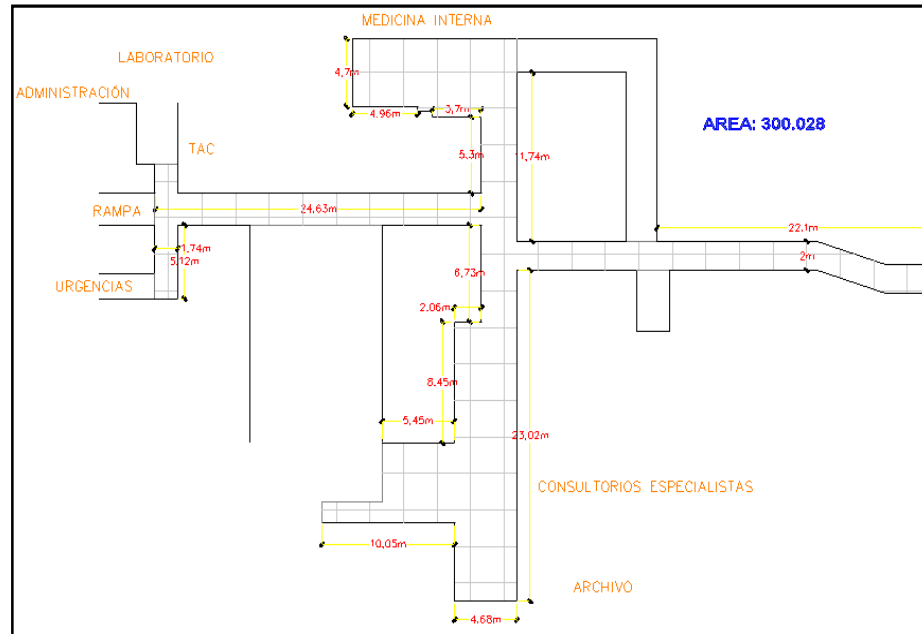 MEDICINA INTERNA
LABORATORIO
4,7m
ADMINISTRACIÓN
4.96m
3,7m
AREA: 300.028
TAC
5.3m
1,74m
RAMPA
24,63m
22.1m
1.74m
5,12m
2m
6,73m
URGENCIAS
2.06m
8.45m
5,45m
23,02m
CONSULTORIOS ESPECIALISTAS
10,05m
ARCHIVO
4.68m